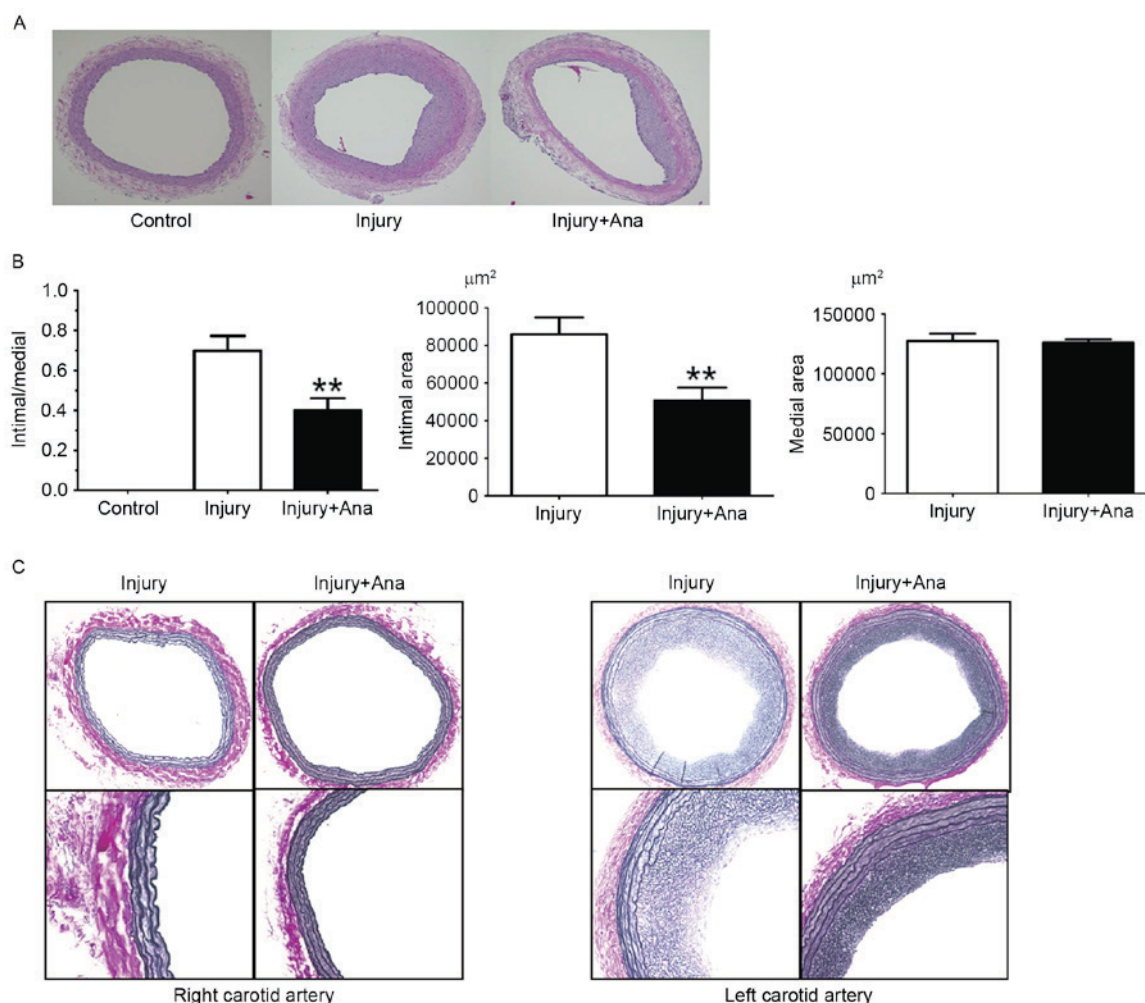 A
Control Injury Injury+Ana
B
Intimal/medial
1.0
0.8
0.6
0.4
0.2
0.0
**
Control Injury Injury+Ana
μm2
Intimal area
100000
80000
60000
40000
20000
0
**
Injury Injury+Ana
μm2
Medial area
150000
100000
50000
0
Injury Injury+Ana
C
Injury Injury+Ana
Right carotid artery
Injury Injury+Ana
Left carotid artery